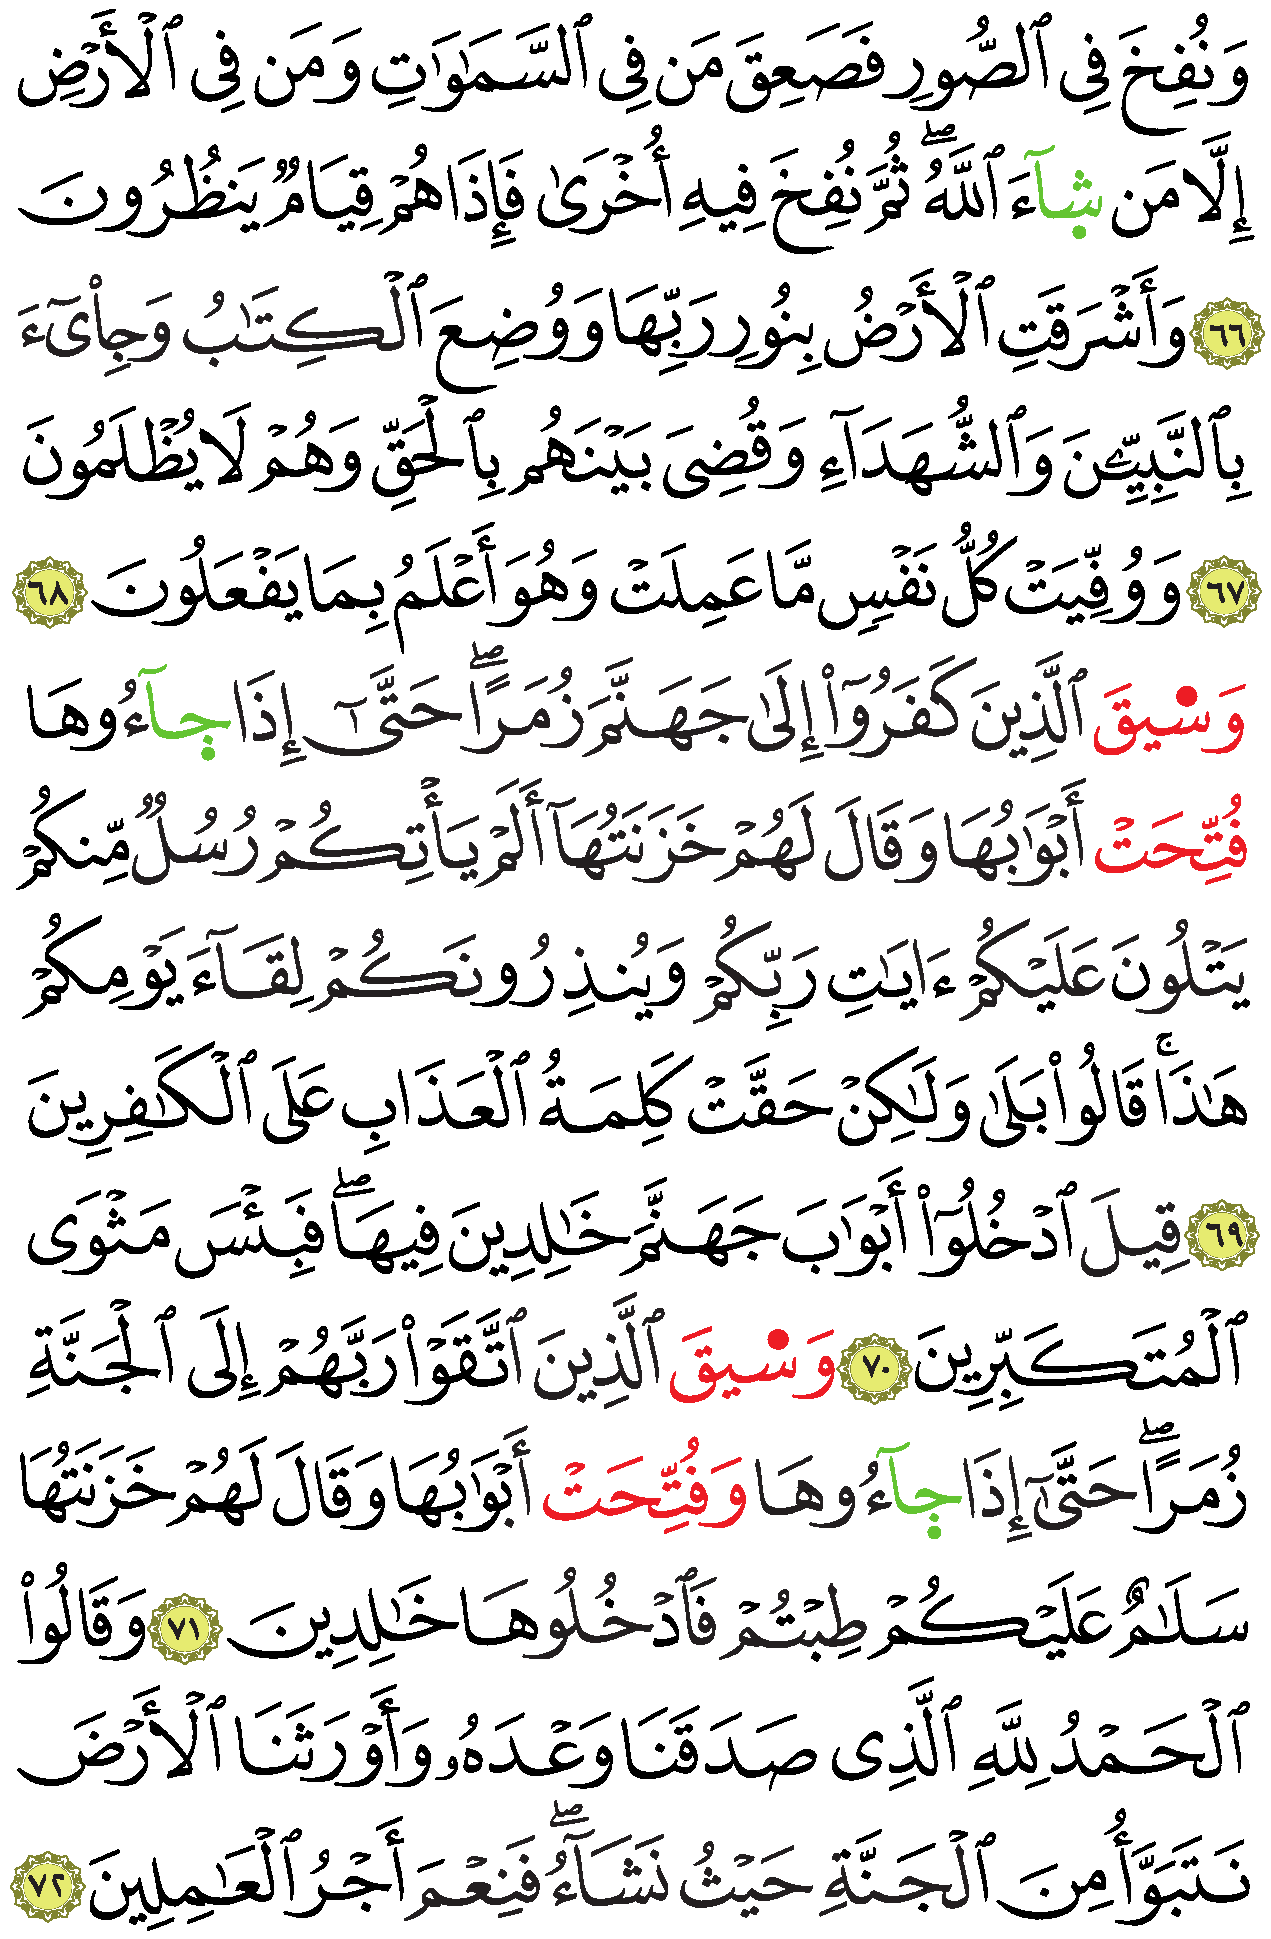 وَنُفِخَ فِي ٱلصُّورِ فَصَعِقَ مَن فِي ٱلسَّمَٰوَٰتِ وَمَن فِي ٱلۡأَرۡضِ
إِلَّا مَن شَآءَ ٱللَّهُۖ ثُمَّ نُفِخَ فِيهِ أُخۡرَىٰ فَإِذَا هُمۡ قِيَامٞ يَنظُرُونَ
٦٦ وَأَشۡرَقَتِ ٱلۡأَرۡضُ بِنُورِ رَبِّهَا وَوُضِعَ ٱلۡكِتَٰبُ وَجِاْيٓءَ
بِٱلنَّبِيِّـۧنَ وَٱلشُّهَدَآءِ وَقُضِيَ بَيۡنَهُم بِٱلۡحَقِّ وَهُمۡ لَا يُظۡلَمُونَ
٦٧ وَوُفِّيَتۡ كُلُّ نَفۡسٖ مَّا عَمِلَتۡ وَهُوَ أَعۡلَمُ بِمَا يَفۡعَلُونَ ٦٨
وَسِيقَ ٱلَّذِينَ كَفَرُوٓاْ إِلَىٰ جَهَنَّمَ زُمَرًاۖ حَتَّىٰٓ إِذَا جَآءُوهَا
فُتِّحَتۡ أَبۡوَٰبُهَا وَقَالَ لَهُمۡ خَزَنَتُهَآ أَلَمۡ يَأۡتِكُمۡ رُسُلٞ مِّنكُمۡ
يَتۡلُونَ عَلَيۡكُمۡ ءَايَٰتِ رَبِّكُمۡ وَيُنذِرُونَكُمۡ لِقَآءَ يَوۡمِكُمۡ
هَٰذَاۚ قَالُواْ بَلَىٰ وَلَٰكِنۡ حَقَّتۡ كَلِمَةُ ٱلۡعَذَابِ عَلَى ٱلۡكَٰفِرِينَ
٦٩ قِيلَ ٱدۡخُلُوٓاْ أَبۡوَٰبَ جَهَنَّمَ خَٰلِدِينَ فِيهَاۖ فَبِئۡسَ مَثۡوَى
ٱلۡمُتَكَبِّرِينَ ٧٠ وَسِيقَ ٱلَّذِينَ ٱتَّقَوۡاْ رَبَّهُمۡ إِلَى ٱلۡجَنَّةِ
زُمَرًاۖ حَتَّىٰٓ إِذَا جَآءُوهَا وَفُتِّحَتۡ أَبۡوَٰبُهَا وَقَالَ لَهُمۡ خَزَنَتُهَا
سَلَٰمٌ عَلَيۡكُمۡ طِبۡتُمۡ فَٱدۡخُلُوهَا خَٰلِدِينَ ٧١ وَقَالُواْ
ٱلۡحَمۡدُ لِلَّهِ ٱلَّذِي صَدَقَنَا وَعۡدَهُۥ وَأَوۡرَثَنَا ٱلۡأَرۡضَ
نَتَبَوَّأُ مِنَ ٱلۡجَنَّةِ حَيۡثُ نَشَآءُۖ فَنِعۡمَ أَجۡرُ ٱلۡعَٰمِلِينَ ٧٢